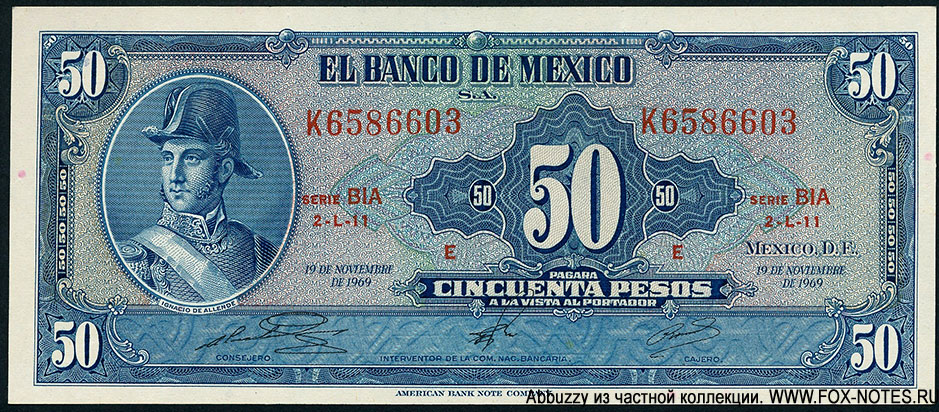 50 50
EL BANCO DE MEXICO
S.A.
K6586603 K6586603
50 50 50
SERIE BIA SERIE BIA
2-L-11 2-L-11
E E
MEXICO, D.F.,
19 DE NOVIEMBRE 19 DE NOVIEMBRE
DE 1969 DE 1969
PAGARA
CINCUENTA PESOS
A LA VISTA AL PORTADOR
IGNACIO DE ALLENDE
50 50
CONSEJERO. INTERVENTOR DE LA COM. NAC. BANCARIA. CAJERO.
AMERICAN BANK NOTE COMPANY
Abbuzzy из частной коллекции. WWW.FOX-NOTES.RU